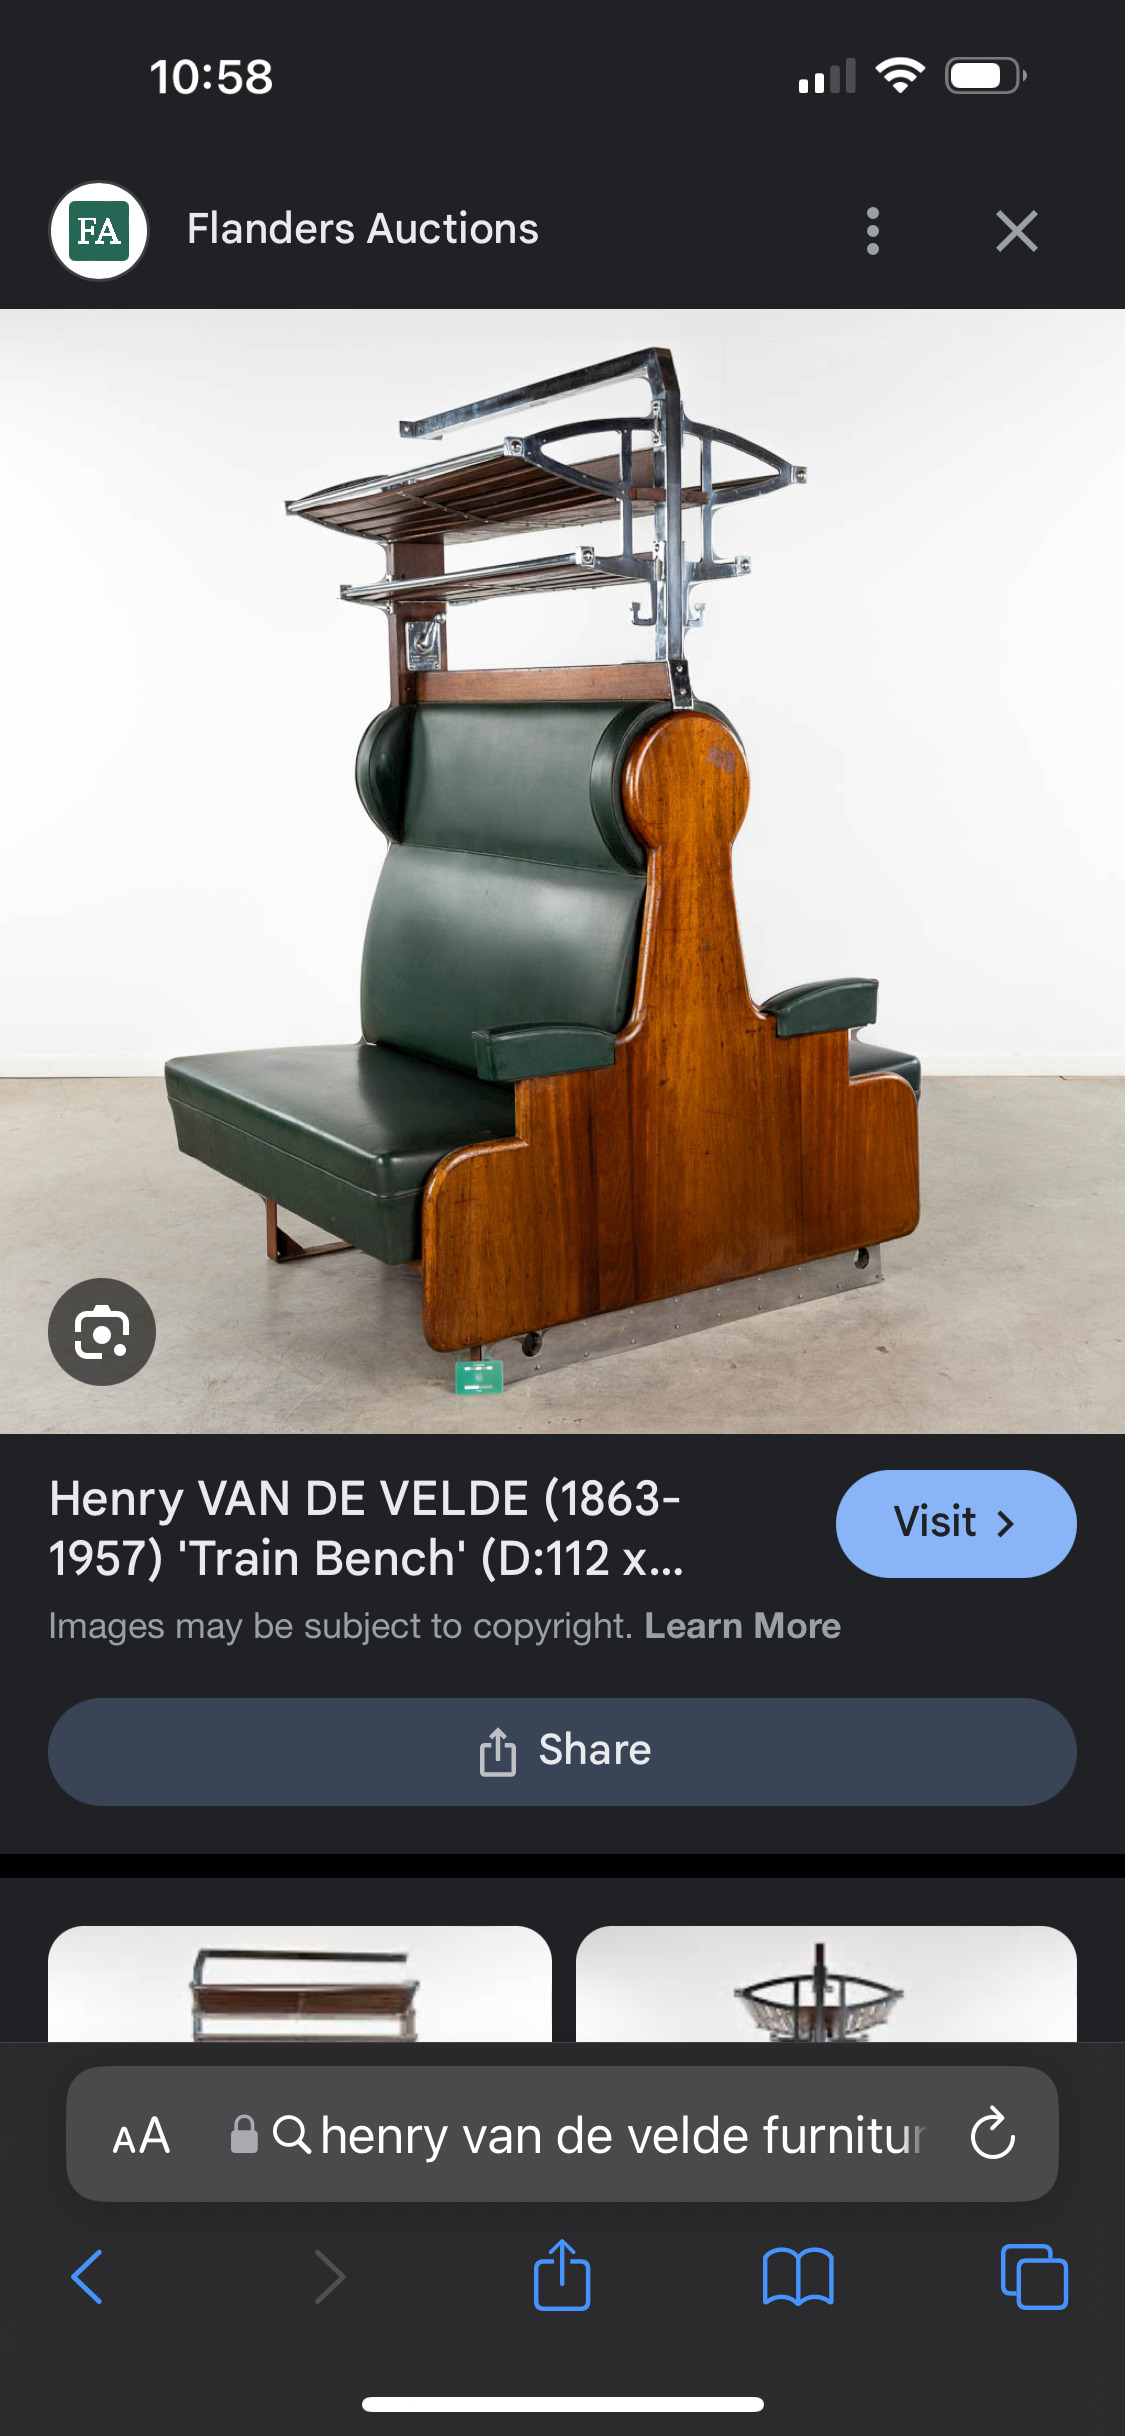 10:58
FA
Flanders Auctions
Henry VAN DE VELDE (1863-
1957) 'Train Bench' (D:112 x...
Visit
Images may be subject to copyright. Learn More
Share
AA
henry van de velde furnitur